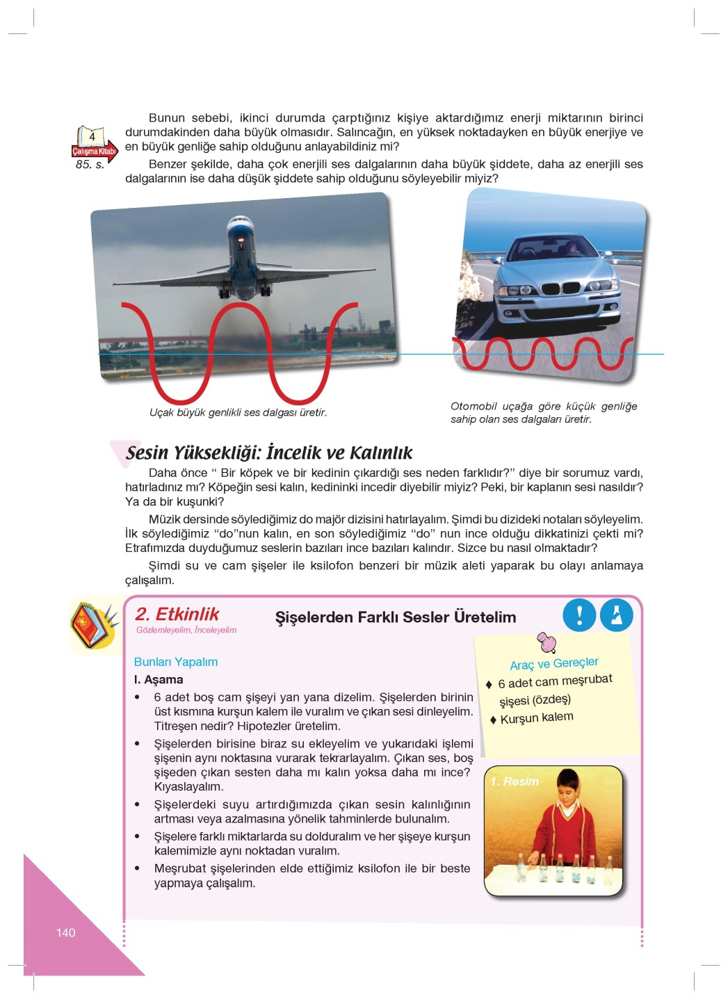 Bunun sebebi, ikinci durumda çarptığınız kişiye aktardığımız enerji miktarının birinci
durumdakinden daha büyük olmasıdır. Salıncağın, en yüksek noktadayken en büyük enerjiye ve
en büyük genliğe sahip olduğunu anlayabildiniz mi?
4
Çalışma Kitabı
85. s.
Benzer şekilde, daha çok enerjili ses dalgalarının daha büyük şiddete, daha az enerjili ses
dalgalarının ise daha düşük şiddete sahip olduğunu söyleyebilir miyiz?
Uçak büyük genlikli ses dalgası üretir.
Otomobil uçağa göre küçük genliğe
sahip olan ses dalgaları üretir.
Sesin Yüksekliği: İncelik ve Kalınlık
Daha önce “ Bir köpek ve bir kedinin çıkardığı ses neden farklıdır?” diye bir sorumuz vardı,
hatırladınız mı? Köpeğin sesi kalın, kedininki incedir diyebilir miyiz? Peki, bir kaplanın sesi nasıldır?
Ya da bir kuşunki?
Müzik dersinde söylediğimiz do majör dizisini hatırlayalım. Şimdi bu dizideki notaları söyleyelim.
İlk söylediğimiz “do”nun kalın, en son söylediğimiz “do” nun ince olduğu dikkatinizi çekti mi?
Etrafımızda duyduğumuz seslerin bazıları ince bazıları kalındır. Sizce bu nasıl olmaktadır?
Şimdi su ve cam şişeler ile ksilofon benzeri bir müzik aleti yaparak bu olayı anlamaya
çalışalım.
2. Etkinlik
Gözlemleyelim, İnceleyelim
Şişelerden Farklı Sesler Üretelim
!
Bunları Yapalım
I. Aşama
• 6 adet boş cam şişeyi yan yana dizelim. Şişelerden birinin
üst kısmına kurşun kalem ile vuralım ve çıkan sesi dinleyelim.
Titreşen nedir? Hipotezler üretelim.
• Şişelerden birisine biraz su ekleyelim ve yukarıdaki işlemi
şişenin aynı noktasına vurarak tekrarlayalım. Çıkan ses, boş
şişeden çıkan sesten daha mı kalın yoksa daha mı ince?
Kıyaslayalım.
• Şişelerdeki suyu artırdığımızda çıkan sesin kalınlığının
artması veya azalmasına yönelik tahminlerde bulunalım.
• Şişelere farklı miktarlarda su dolduralım ve her şişeye kurşun
kalemimizle aynı noktadan vuralım.
• Meşrubat şişelerinden elde ettiğimiz ksilofon ile bir beste
yapmaya çalışalım.
Araç ve Gereçler
♦ 6 adet cam meşrubat
şişesi (özdeş)
♦ Kurşun kalem
1. Resim
140